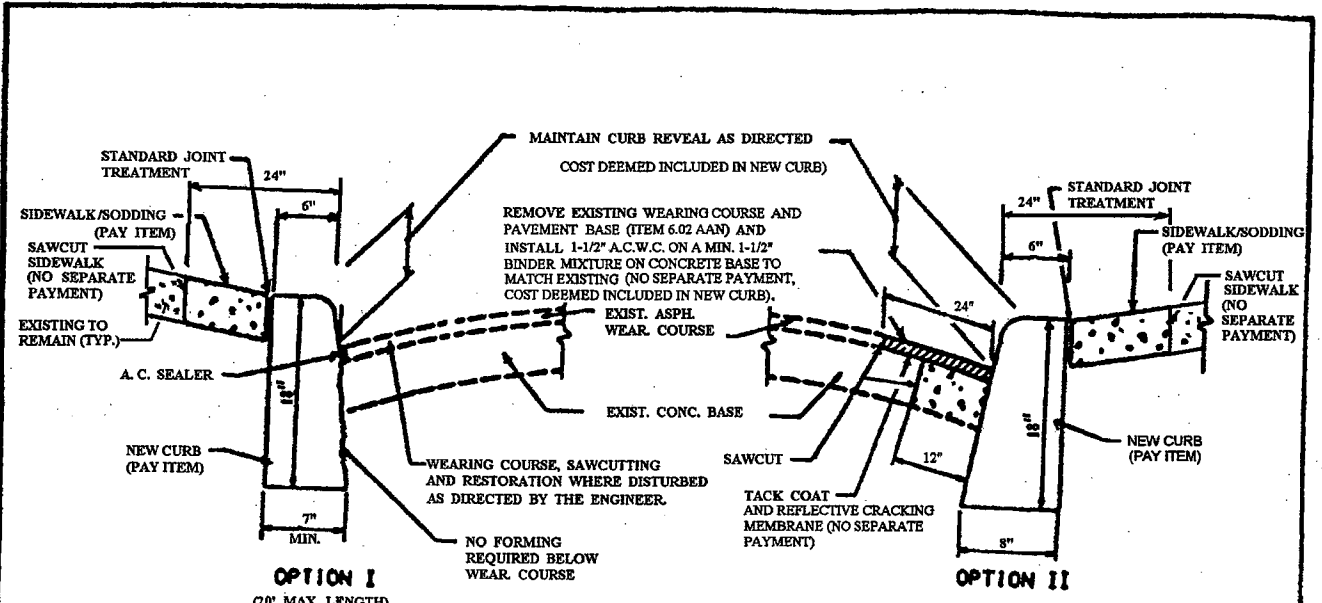 MAINTAIN CURB REVEAL AS DIRECTED
COST DEEMED INCLUDED IN NEW CURB)
STANDARD JOINT
TREATMENT
24"
6"
SIDEWALK/SODDING
(PAY ITEM)
SAWCUT
SIDEWALK
(NO SEPARATE
PAYMENT)
EXISTING TO
REMAIN (TYP.)
A.C. SEALER
18"
NEW CURB
(PAY ITEM)
7"
MIN.
OPTION I
(20' MAX. LENGTH)
REMOVE EXISTING WEARING COURSE AND
PAVEMENT BASE (ITEM 6.02 AAN) AND
INSTALL 1-1/2" A.C.W.C. ON A MIN. 1-1/2"
BINDER MIXTURE ON CONCRETE BASE TO
MATCH EXISTING (NO SEPARATE PAYMENT,
COST DEEMED INCLUDED IN NEW CURB).
EXIST. ASPH.
WEAR. COURSE
EXIST. CONC. BASE
WEARING COURSE, SAWCUTTING
AND RESTORATION WHERE DISTURBED
AS DIRECTED BY THE ENGINEER.
NO FORMING
REQUIRED BELOW
WEAR. COURSE
24"
SAWCUT
12"
TACK COAT
AND REFLECTIVE CRACKING
MEMBRANE (NO SEPARATE
PAYMENT)
STANDARD JOINT
TREATMENT
24"
6"
SIDEWALK/SODDING
(PAY ITEM)
SAWCUT
SIDEWALK
(NO
SEPARATE
PAYMENT)
18"
NEW CURB
(PAY ITEM)
8"
OPTION II